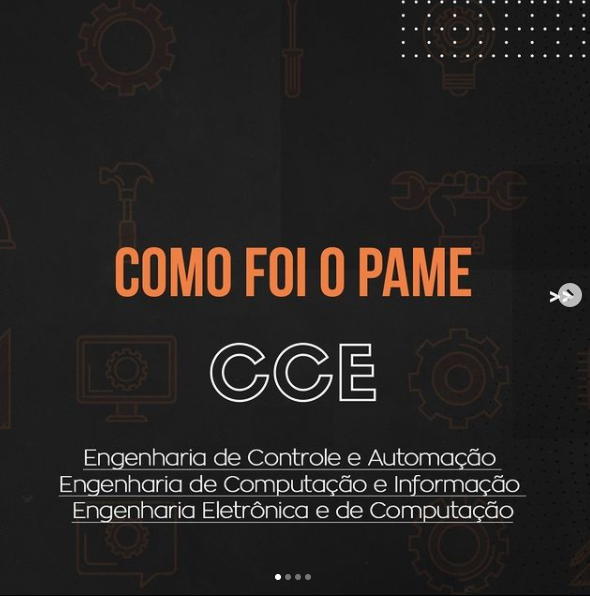 COMO FOI O PAME
CCE
Engenharia de Controle e Automação
Engenharia de Computação e Informação
Engenharia Eletrônica e de Computação